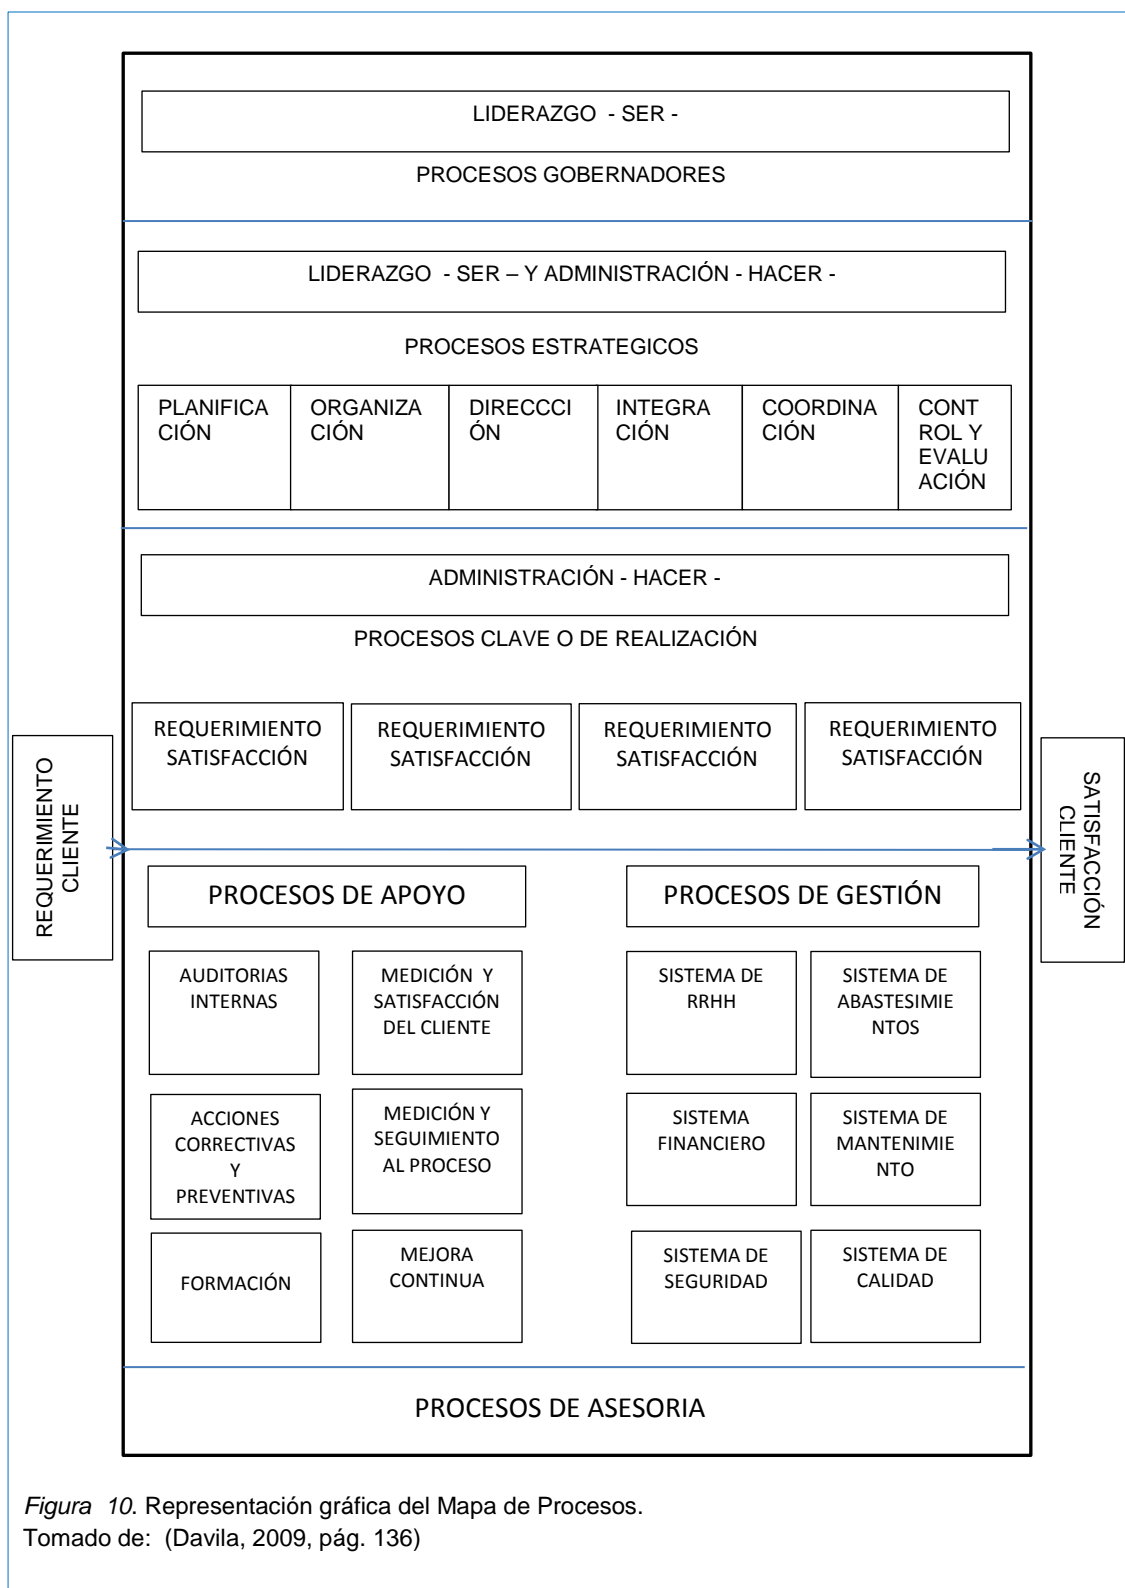 LIDERAZGO - SER -
PROCESOS GOBERNADORES
LIDERAZGO - SER – Y ADMINISTRACIÓN - HACER -
PROCESOS ESTRATEGICOS
PLANIFICA
CIÓN
ORGANIZA
CIÓN
DIRECCCI
ÓN
INTEGRA
CIÓN
COORDINA
CIÓN
CONT
ROL Y
EVALU
ACIÓN
ADMINISTRACIÓN - HACER -
PROCESOS CLAVE O DE REALIZACIÓN
REQUERIMIENTO
CLIENTE
REQUERIMIENTO
SATISFACCIÓN
REQUERIMIENTO
SATISFACCIÓN
REQUERIMIENTO
SATISFACCIÓN
REQUERIMIENTO
SATISFACCIÓN
SATISFACCIÓN
CLIENTE
PROCESOS DE APOYO
PROCESOS DE GESTIÓN
AUDITORIAS
INTERNAS
MEDICIÓN Y
SATISFACCIÓN
DEL CLIENTE
SISTEMA DE
RRHH
SISTEMA DE
ABASTESIMIE
NTOS
ACCIONES
CORRECTIVAS
Y
PREVENTIVAS
MEDICIÓN Y
SEGUIMIENTO
AL PROCESO
SISTEMA
FINANCIERO
SISTEMA DE
MANTENIMIE
NTO
FORMACIÓN
MEJORA
CONTINUA
SISTEMA DE
SEGURIDAD
SISTEMA DE
CALIDAD
PROCESOS DE ASESORIA
Figura 10. Representación gráfica del Mapa de Procesos.
Tomado de: (Davila, 2009, pág. 136)